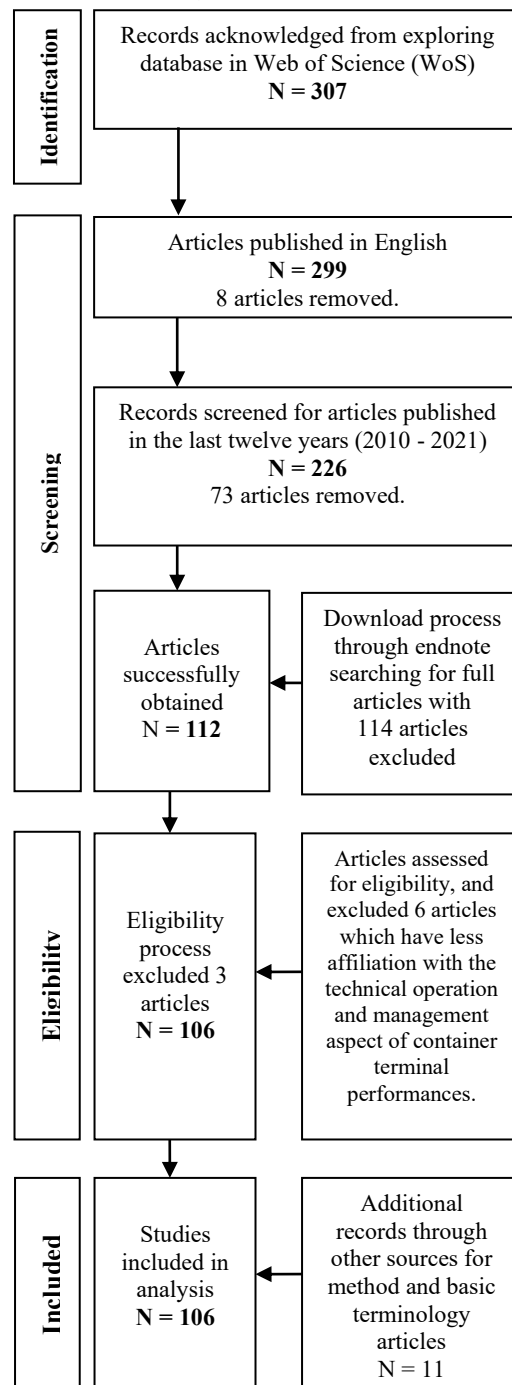 Identification
Records acknowledged from exploring
database in Web of Science (WoS)
N = 307
Screening
Articles published in English
N = 299
8 articles removed.
Records screened for articles published
in the last twelve years (2010 - 2021)
N = 226
73 articles removed.
Articles
successfully
obtained
N = 112
Download process
through endnote
searching for full
articles with
114 articles
excluded
Eligibility
Eligibility
process
excluded 3
articles
N = 106
Articles assessed
for eligibility, and
excluded 6 articles
which have less
affiliation with the
technical operation
and management
aspect of container
terminal
performances.
Included
Studies
included in
analysis
N = 106
Additional
records through
other sources for
method and basic
terminology
articles
N = 11